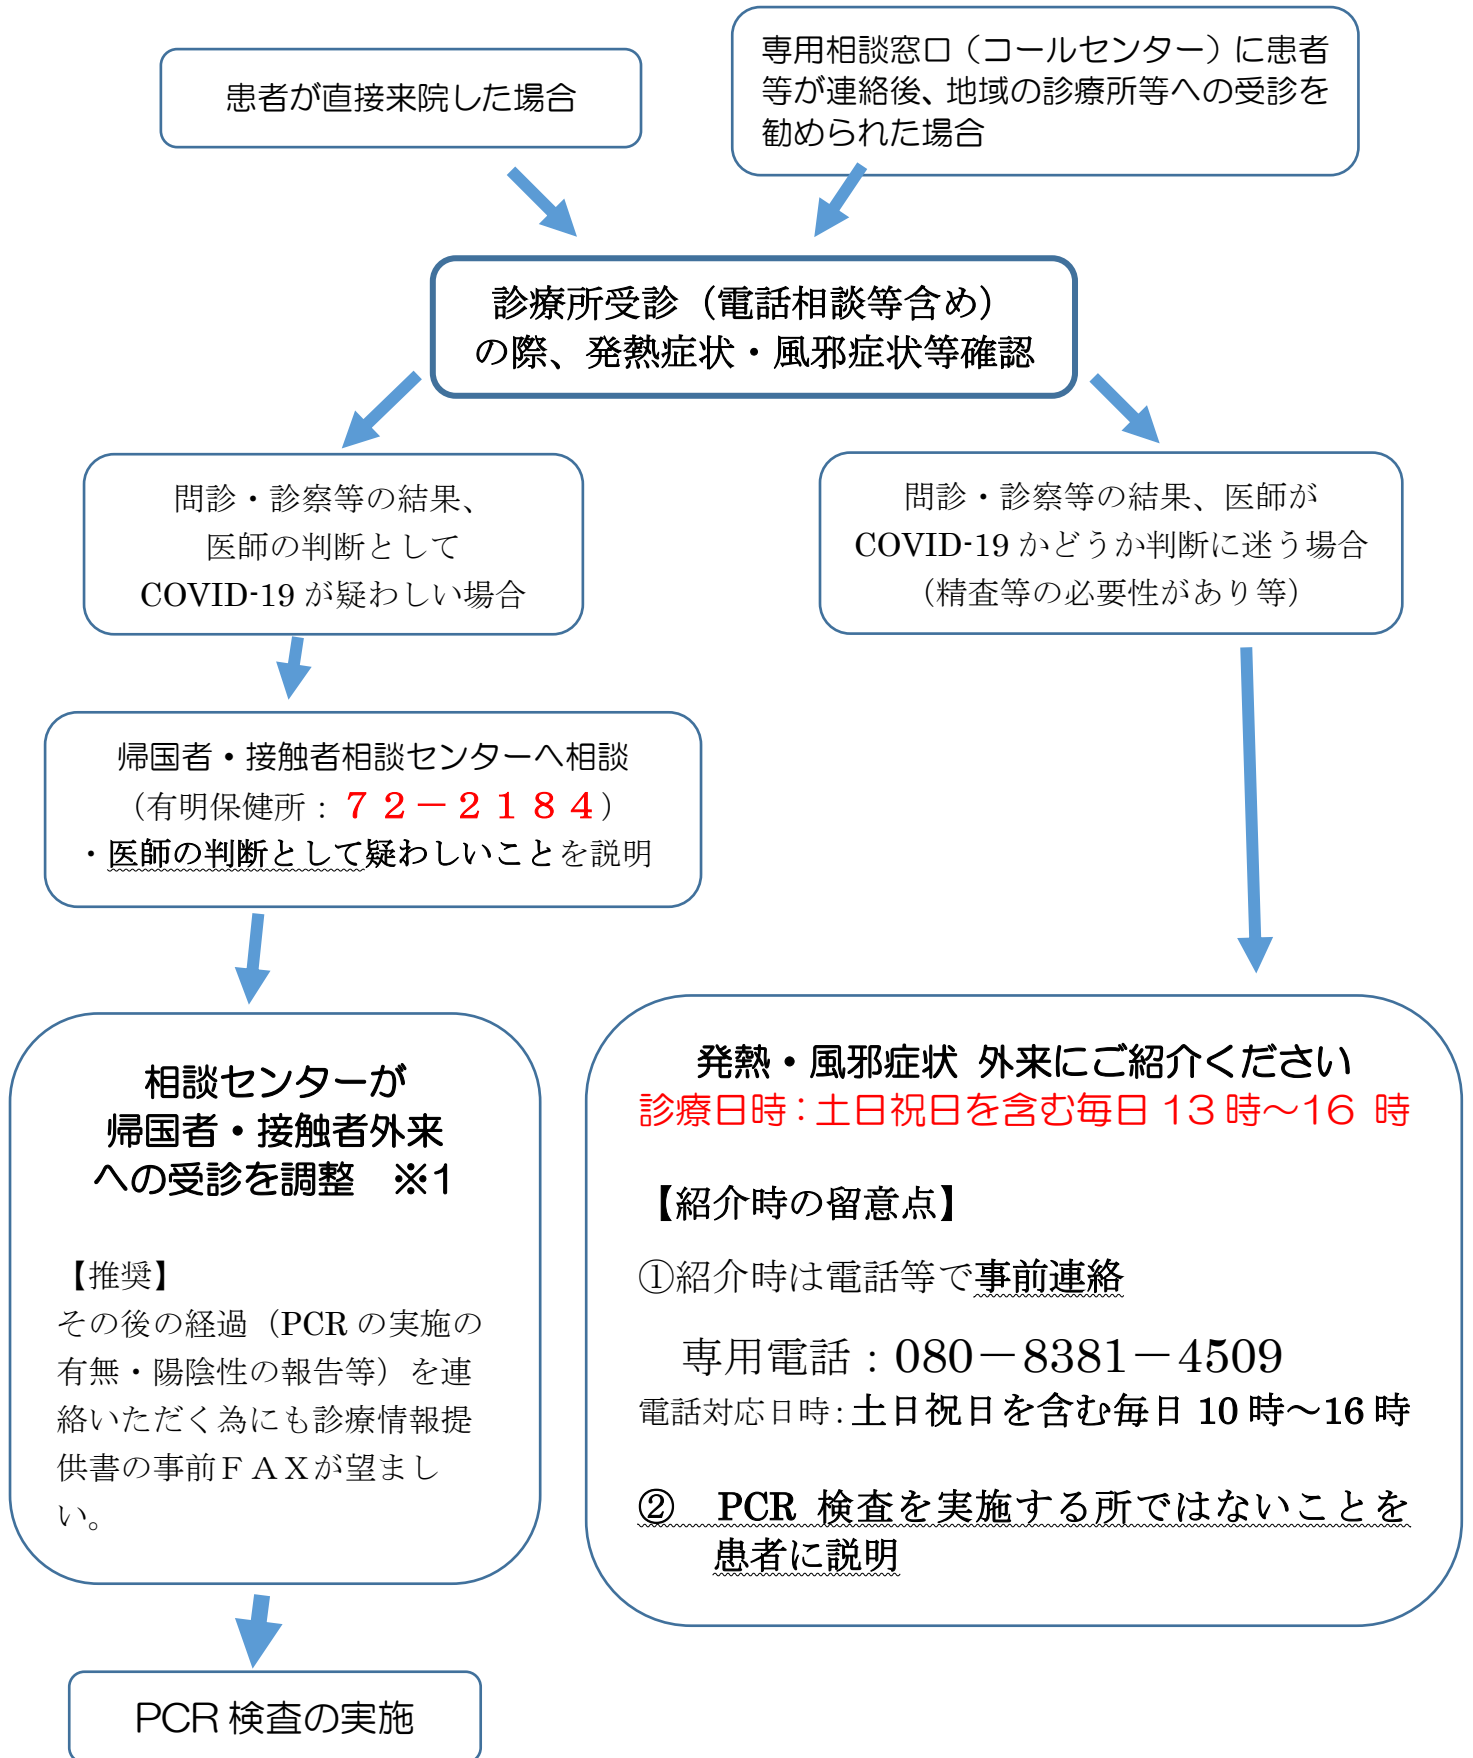 患者が直接来院した場合
専用相談窓口（コールセンター）に患者
等が連絡後、地域の診療所等への受診を
勧められた場合
診療所受診（電話相談等含め）
の際、発熱症状・風邪症状等確認
問診・診察等の結果、
医師の判断として
COVID-19 が疑わしい場合
問診・診察等の結果、医師が
COVID-19 かどうか判断に迷う場合
（精査等の必要性があり等）
帰国者・接触者相談センターへ相談
（有明保健所：７２－２１８４）
・医師の判断として疑わしいことを説明
相談センターが
帰国者・接触者外来
への受診を調整　※1
【推奨】
その後の経過（PCR の実施の
有無・陽陰性の報告等）を連
絡いただく為にも診療情報提
供書の事前ＦＡＸが望まし
い。
発熱・風邪症状 外来にご紹介ください
診療日時：土日祝日を含む毎日 13 時～16 時
【紹介時の留意点】
①紹介時は電話等で事前連絡
専用電話：080－8381－4509
電話対応日時：土日祝日を含む毎日 10 時～16 時
②　PCR 検査を実施する所ではないことを
患者に説明
PCR 検査の実施